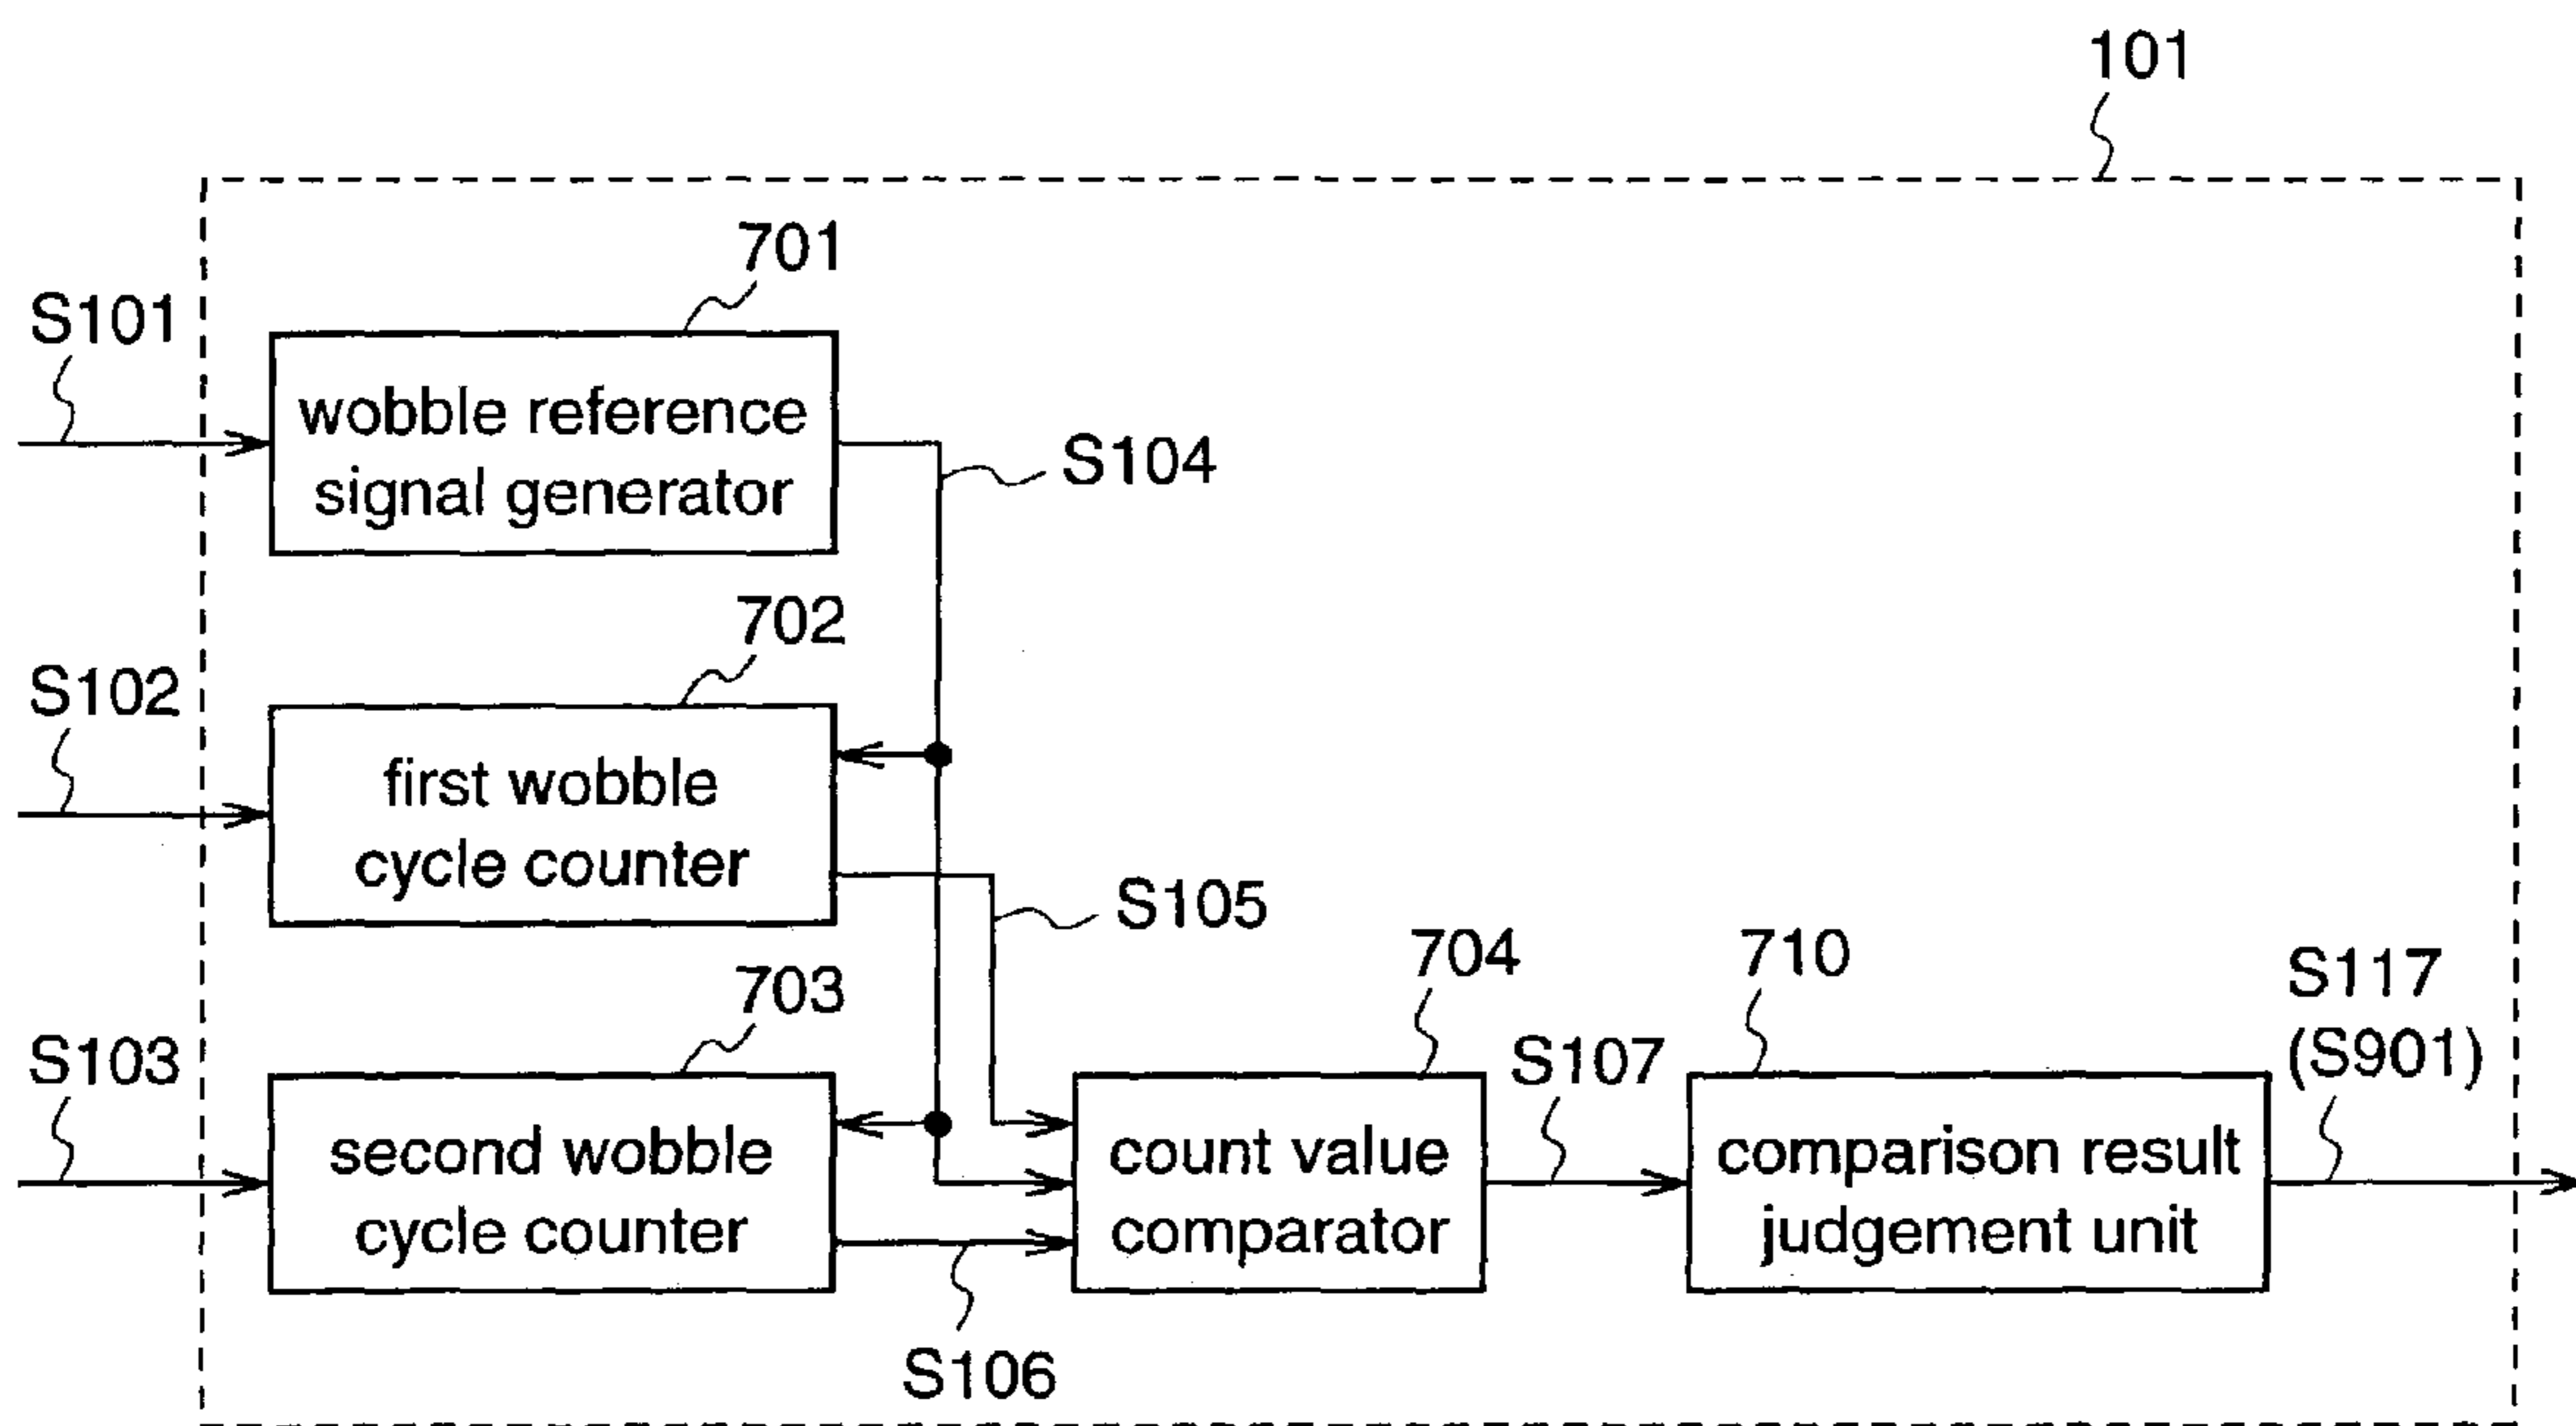 101
701
S101
wobble reference
signal generator
S104
702
S102
first wobble
cycle counter
S105
703
704
710
S117
(S901)
S103
S107
second wobble
cycle counter
count value
comparator
comparison result
judgement unit
S106